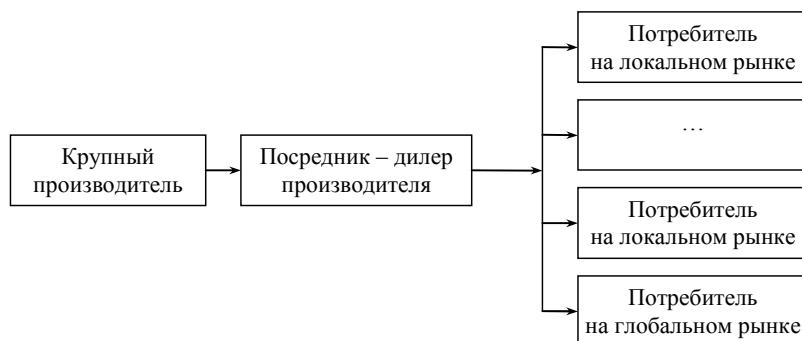 Потребитель
на локальном рынке
…
Крупный
производитель
Посредник – дилер
производителя
Потребитель
на локальном рынке
Потребитель
на глобальном рынке